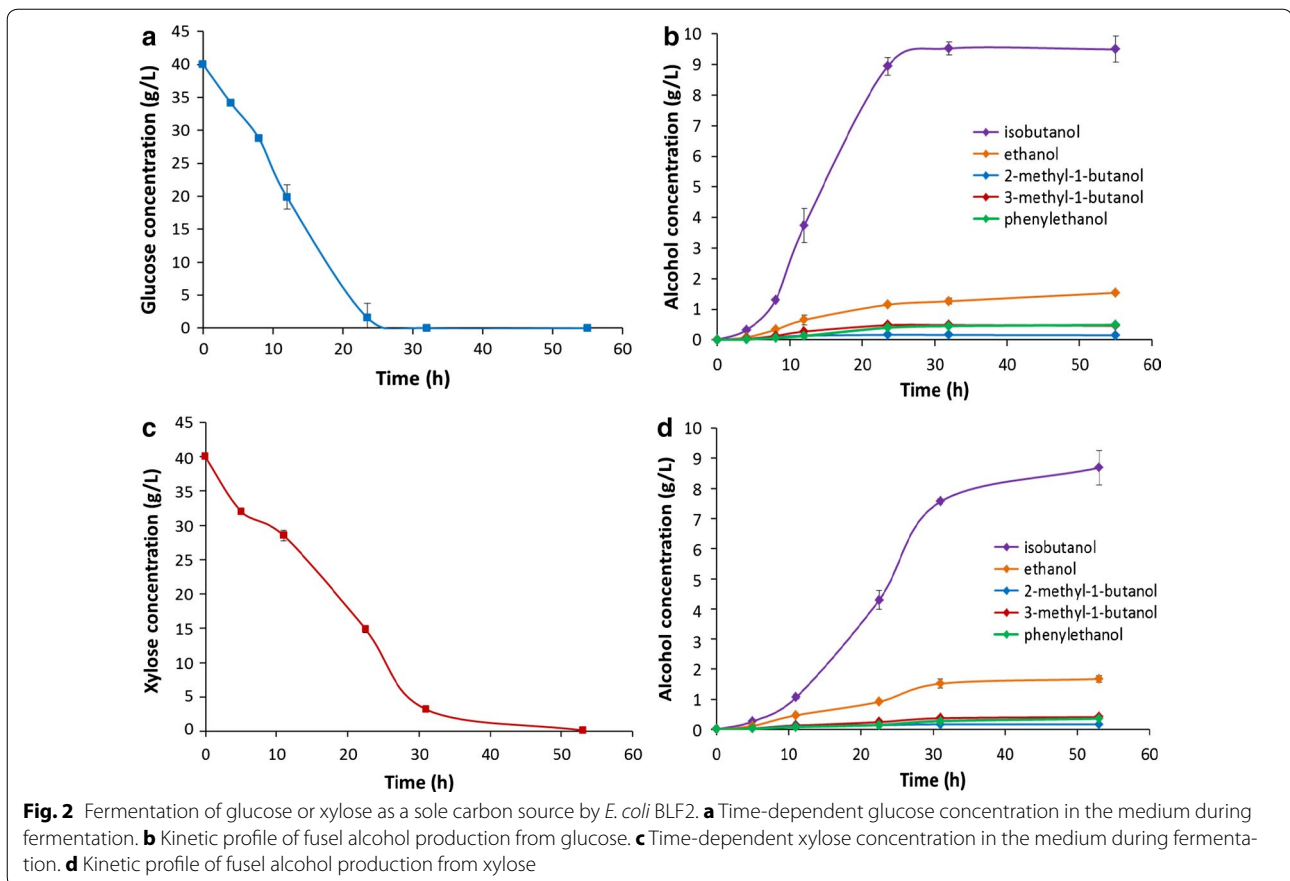 a
Glucose concentration (g/L)
45
40
35
30
25
20
15
10
5
0
0 10 20 30 40 50 60
Time (h)
b
Alcohol concentration (g/L)
10
9
8
7
6
5
4
3
2
1
0
isobutanol
ethanol
2-methyl-1-butanol
3-methyl-1-butanol
phenylethanol
0 10 20 30 40 50 60
Time (h)
c
Xylose concentration (g/L)
45
40
35
30
25
20
15
10
5
0
0 10 20 30 40 50 60
Time (h)
d
Alcohol concentration (g/L)
10
9
8
7
6
5
4
3
2
1
0
isobutanol
ethanol
2-methyl-1-butanol
3-methyl-1-butanol
phenylethanol
0 10 20 30 40 50 60
Time (h)
Fig. 2 Fermentation of glucose or xylose as a sole carbon source by E. coli BLF2. a Time-dependent glucose concentration in the medium during
fermentation. b Kinetic profile of fusel alcohol production from glucose. c Time-dependent xylose concentration in the medium during fermenta-
tion. d Kinetic profile of fusel alcohol production from xylose